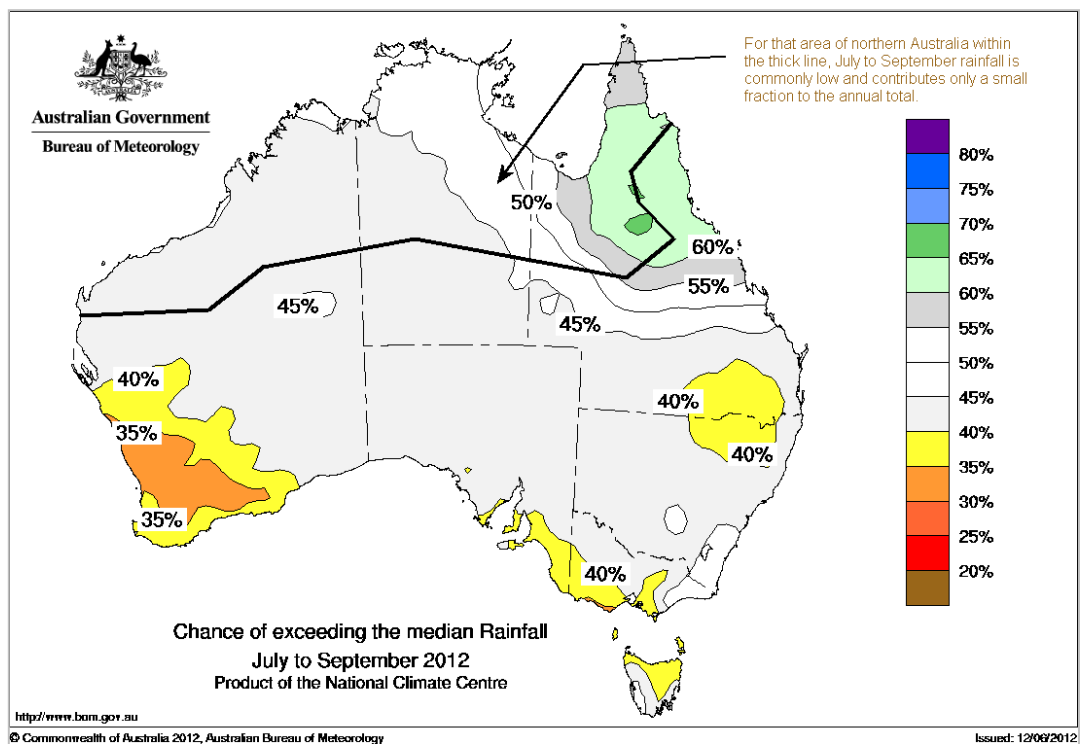 For that area of northern Australia within
the thick line, July to September rainfall is
commonly low and contributes only a small
fraction to the annual total.
Australian Government
Bureau of Meteorology
80%
75%
70%
65%
60%
55%
50%
45%
40%
35%
30%
25%
20%
50%
60%
55%
45%
45%
40%
40%
35%
40%
35%
40%
Chance of exceeding the median Rainfall
July to September 2012
Product of the National Climate Centre
http://www.bom.gov.au
© Commonwealth of Australia 2012, Australian Bureau of Meteorology
Issued: 12/06/2012